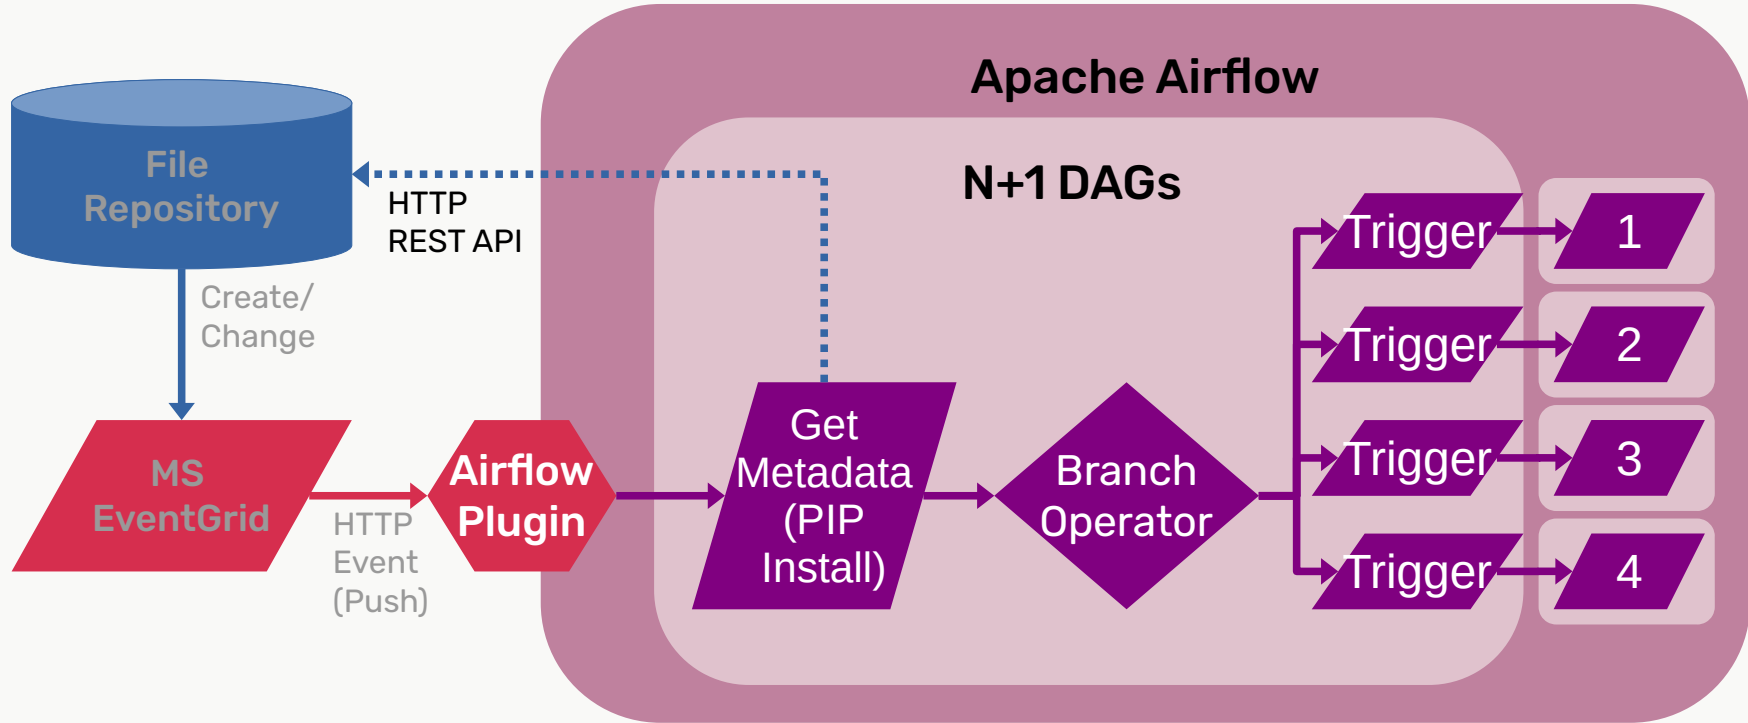 Apache Airflow
N+1 DAGs
File
Repository
HTTP
REST API
Create/
Change
MS
EventGrid
HTTP
Event
(Push)
Airflow
Plugin
Get
Metadata
(PIP
Install)
Branch
Operator
Trigger
1
Trigger
2
Trigger
3
Trigger
4